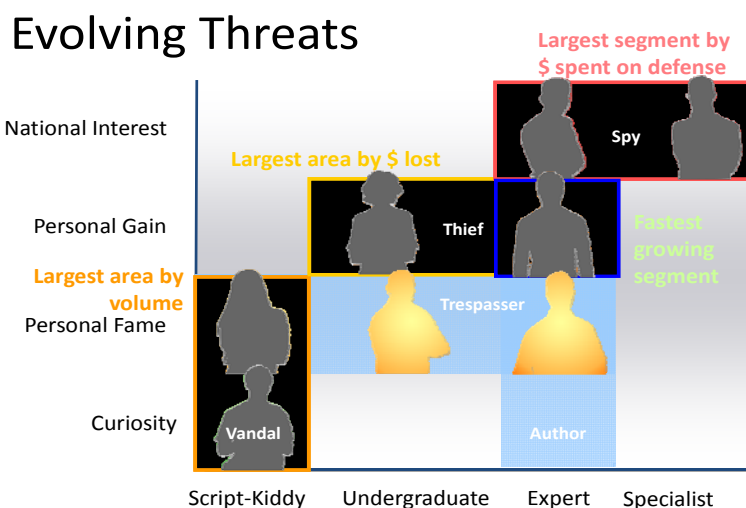 Evolving Threats
Largest segment by
$ spent on defense
National Interest
Spy
Largest area by $ lost
Personal Gain
Thief
Fastest
growing
segment
Largest area by
volume
Trespasser
Personal Fame
Curiosity
Vandal
Author
Script-Kiddy
Undergraduate
Expert
Specialist